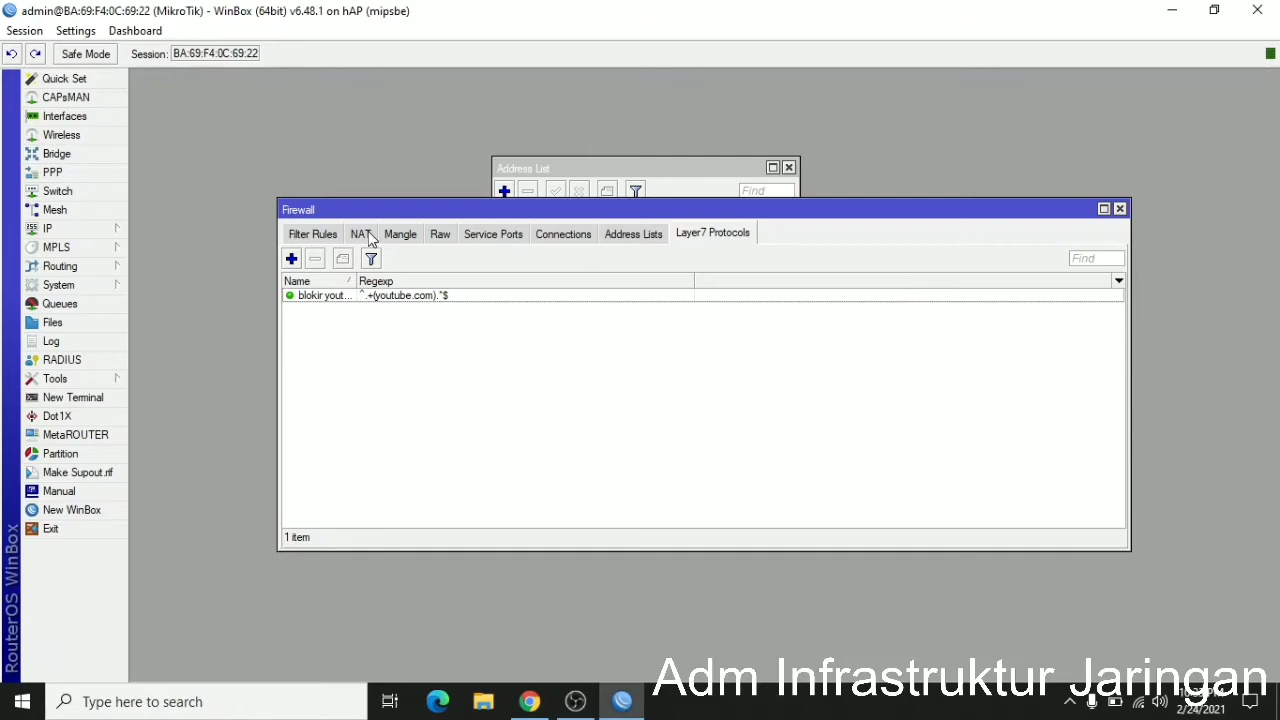 admin@BA:69:F4:0C:69:22 (MikroTik) - WinBox (64bit) v6.48.1 on hAP (mipsbe)
Session Settings Dashboard
Safe Mode Session: BA:69:F4:0C:69:22
Quick Set
CAPsMAN
Interfaces
Wireless
Bridge
PPP
Switch
Mesh
IP
MPLS
Routing
System
Queues
Files
Log
RADIUS
Tools
New Terminal
Dot1X
MetaROUTER
Partition
Make Supout.rif
Manual
New WinBox
Exit
RouterOS WinBox
Address List
Find
Firewall
Filter Rules NAT Mangle Raw Service Ports Connections Address Lists Layer7 Protocols
Find
Name Regexp
blokir yout... ^.+(youtube.com).*$
1 item
Adm Infrastruktur Jaringan
Type here to search
2/24/2021